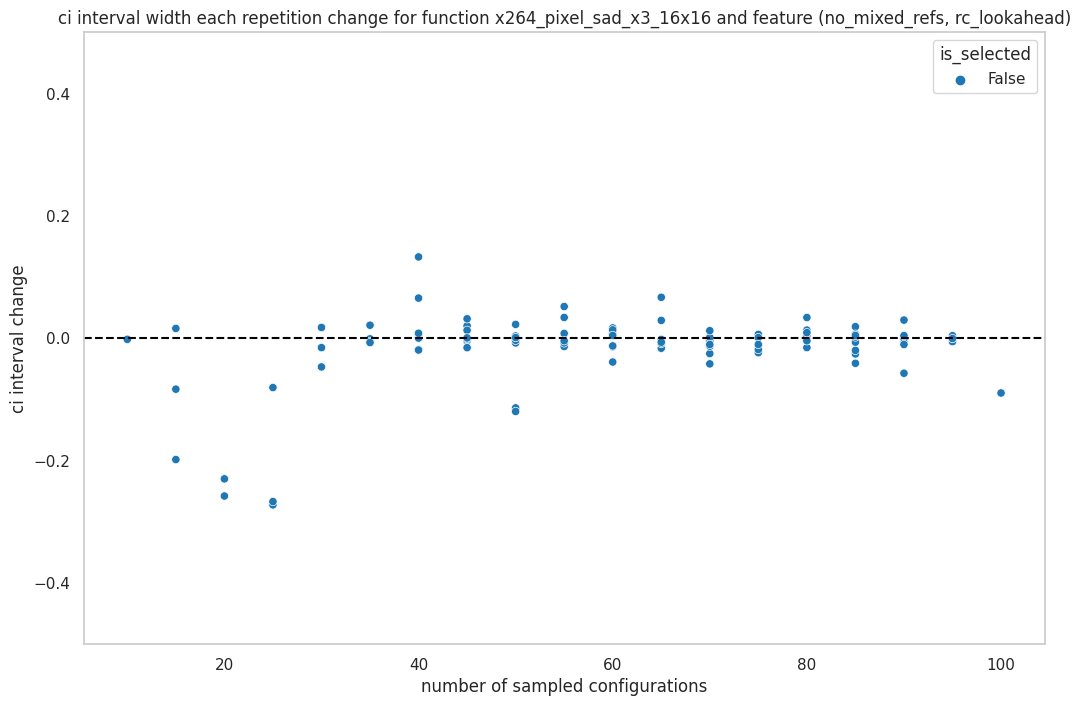 ci interval width each repetition change for function x264_pixel_sad_x3_16x16 and feature (no_mixed_refs, rc_lookahead)
is_selected
False
ci interval change
0.4
0.2
0.0
−0.2
−0.4
20 40 60 80 100
number of sampled configurations